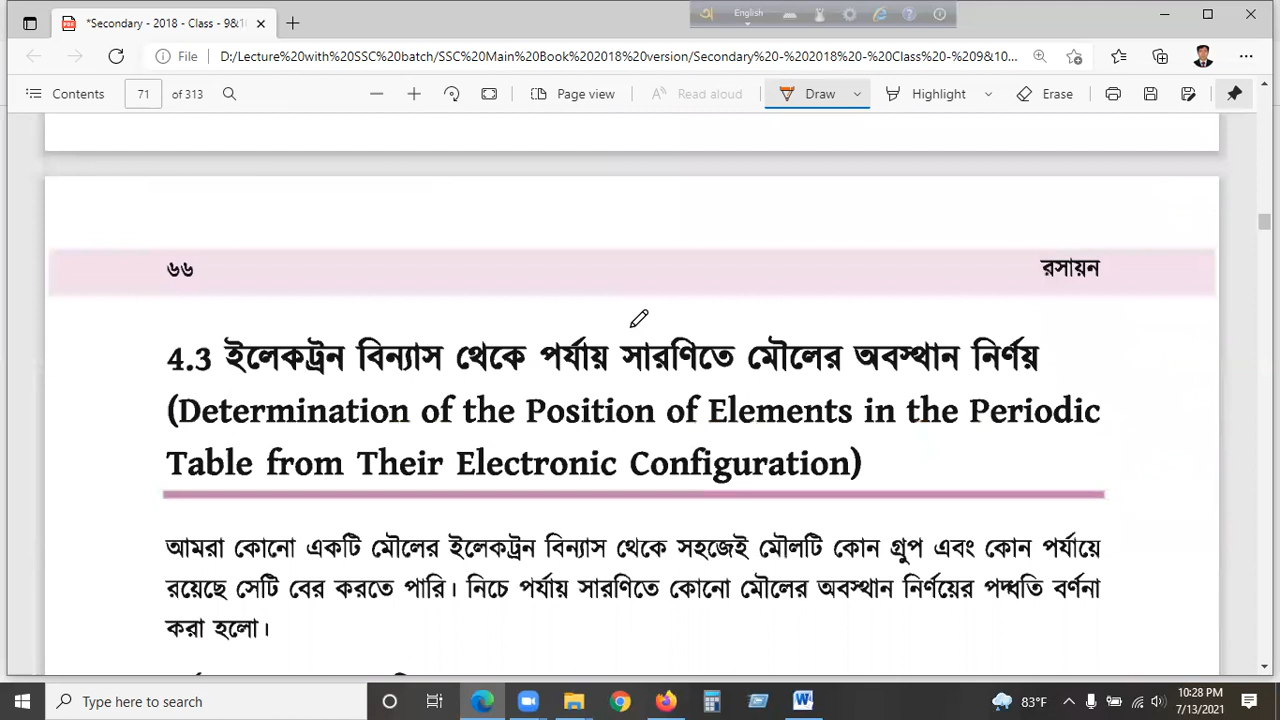 *Secondary - 2018 - Class - 9&1
English
File
D:/Lecture%20with%20SSC%20batch/SSC%20Main%20Book%202018%20version/Secondary%20-%202018%20-%20Class%20-%209&10...
Contents
71
of 313
Page view
Read aloud
Draw
Highlight
Erase
৬৬
রসায়ন
4.3 ইলেকট্রন বিন্যাস থেকে পর্যায় সারণিতে মৌলের অবস্থান নির্ণয়
(Determination of the Position of Elements in the Periodic
Table from Their Electronic Configuration)
আমরা কোনো একটি মৌলের ইলেকট্রন বিন্যাস থেকে সহজেই মৌলটি কোন গ্রুপ এবং কোন পর্যায়ে
রয়েছে সেটি বের করতে পারি। নিচে পর্যায় সারণিতে কোনো মৌলের অবস্থান নির্ণয়ের পদ্ধতি বর্ণনা
করা হলো।
Type here to search
83°F
10:28 PM
7/13/2021